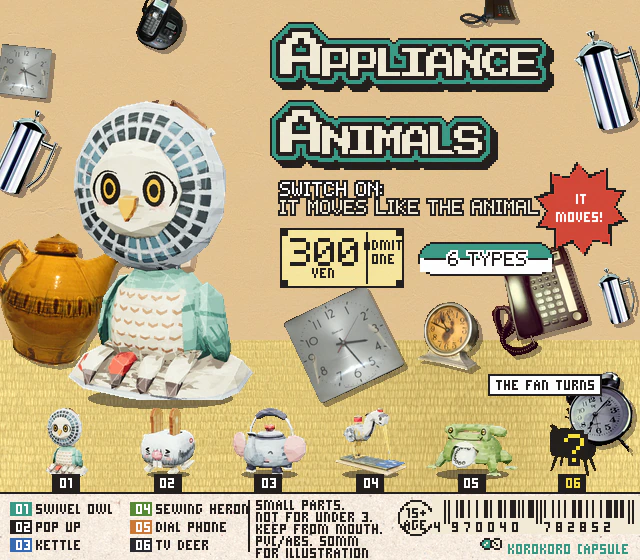 APPLIANCE
ANIMALS
SWITCH ON:
IT MOVES LIKE THE ANIMAL
IT
MOVES!
300
YEN
ADMIT
ONE
6 TYPES
THE FAN TURNS
?
01 02 03 04 05 06
01 SWIVEL OWL
02 POP UP
03 KETTLE
04 SEWING HERON
05 DIAL PHONE
06 TV DEER
SMALL PARTS.
NOT FOR UNDER 3.
KEEP FROM MOUTH.
PVC/ABS. 50MM
FOR ILLUSTRATION
15+
AGE
4 970040 782852
KOROKORO CAPSULE